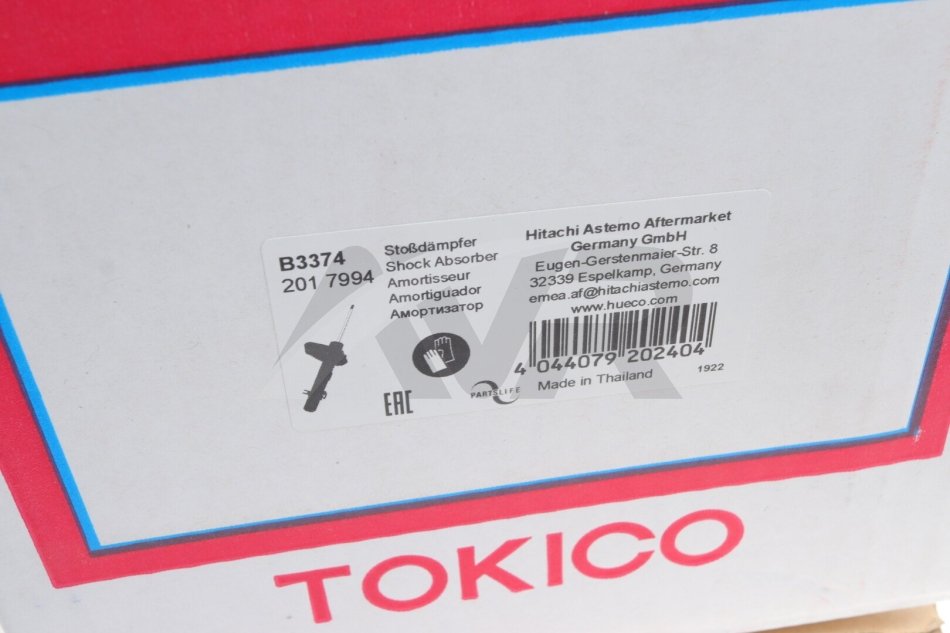 B3374
201 7994
Stoßdämpfer
Shock Absorber
Amortisseur
Amortiguador
Амортизатор
Hitachi Astemo Aftermarket
Germany GmbH
Eugen-Gerstenmaier-Str. 8
32339 Espelkamp, Germany
emea.af@hitachiastemo.com
www.hueco.com
4 044079 202404
Made in Thailand
1922
EAC
PARTSLIFE
TOKICO